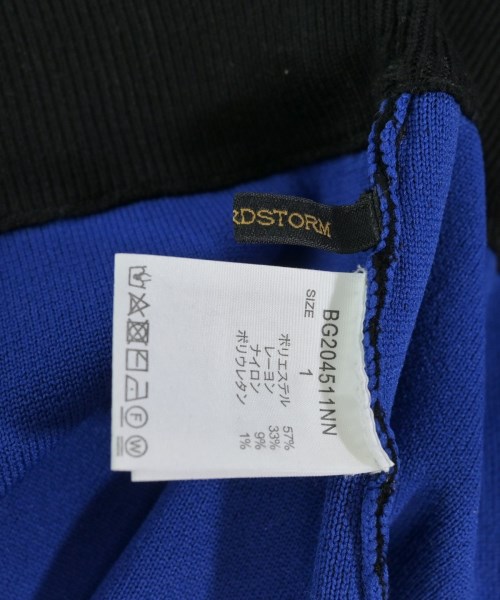 RDSTORM
BG204511NN
SIZE 1
ポリエステル 57%
レーヨン 33%
ナイロン 9%
ポリウレタン 1%
F
W